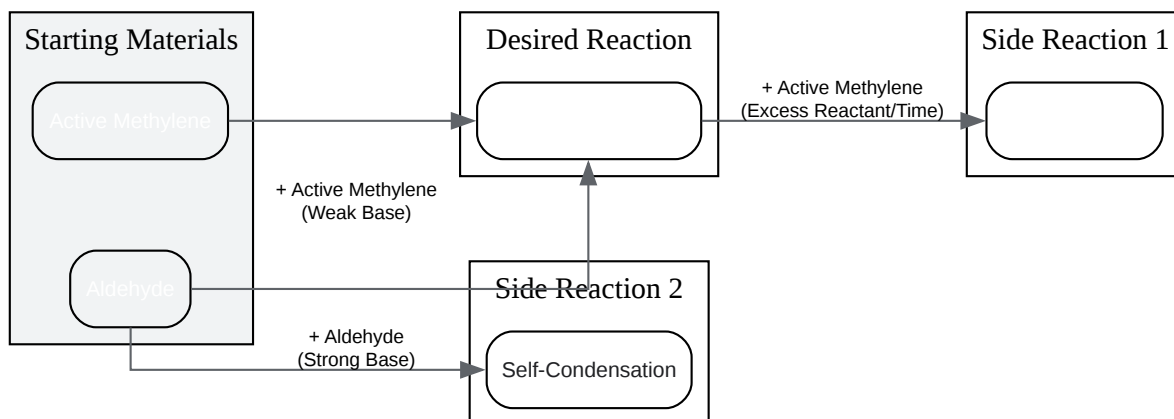 Starting Materials
Desired Reaction
Side Reaction 1
Active Methylene
+ Active Methylene
(Excess Reactant/Time)
+ Active Methylene
(Weak Base)
Aldehyde
Side Reaction 2
+ Aldehyde
(Strong Base)
Self-Condensation